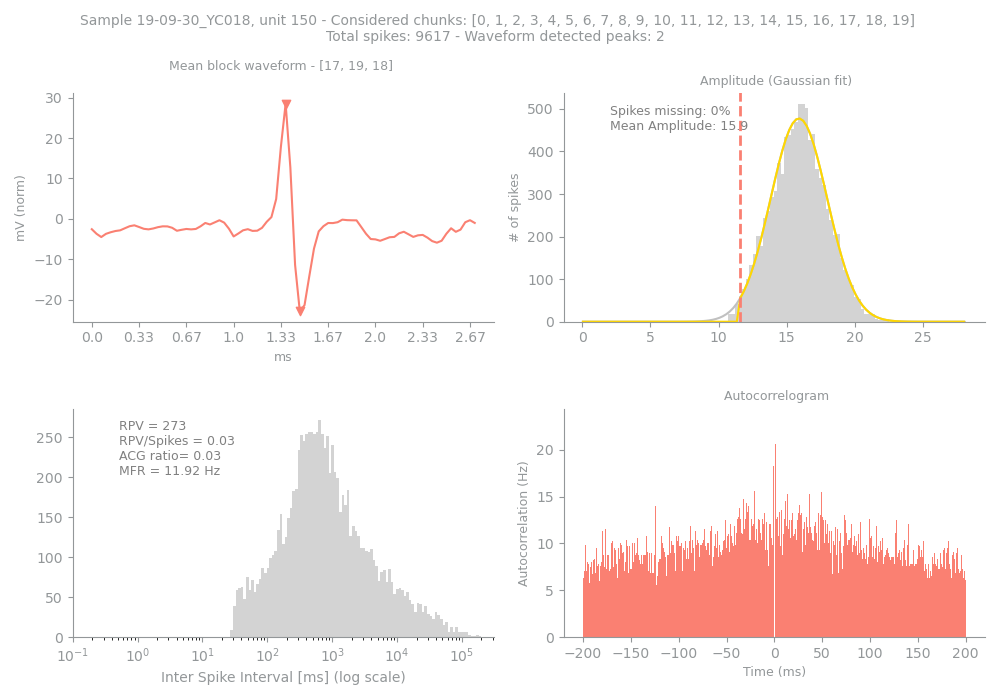 Sample 19-09-30_YC018, unit 150 - Considered chunks: [0, 1, 2, 3, 4, 5, 6, 7, 8, 9, 10, 11, 12, 13, 14, 15, 16, 17, 18, 19]
Total spikes: 9617 - Waveform detected peaks: 2
Mean block waveform - [17, 19, 18]
30
20
10
0
−10
−20
mV (norm)
0.0 0.33 0.67 1.0 1.33 1.67 2.0 2.33 2.67
ms
Amplitude (Gaussian fit)
Spikes missing: 0%
Mean Amplitude: 15.9
500
400
300
200
100
0
# of spikes
0 5 10 15 20 25
RPV = 273
RPV/Spikes = 0.03
ACG ratio= 0.03
MFR = 11.92 Hz
250
200
150
100
50
0
10⁻¹ 10⁰ 10¹ 10² 10³ 10⁴ 10⁵
Inter Spike Interval [ms] (log scale)
Autocorrelogram
20
15
10
5
0
Autocorrelation (Hz)
−200 −150 −100 −50 0 50 100 150 200
Time (ms)